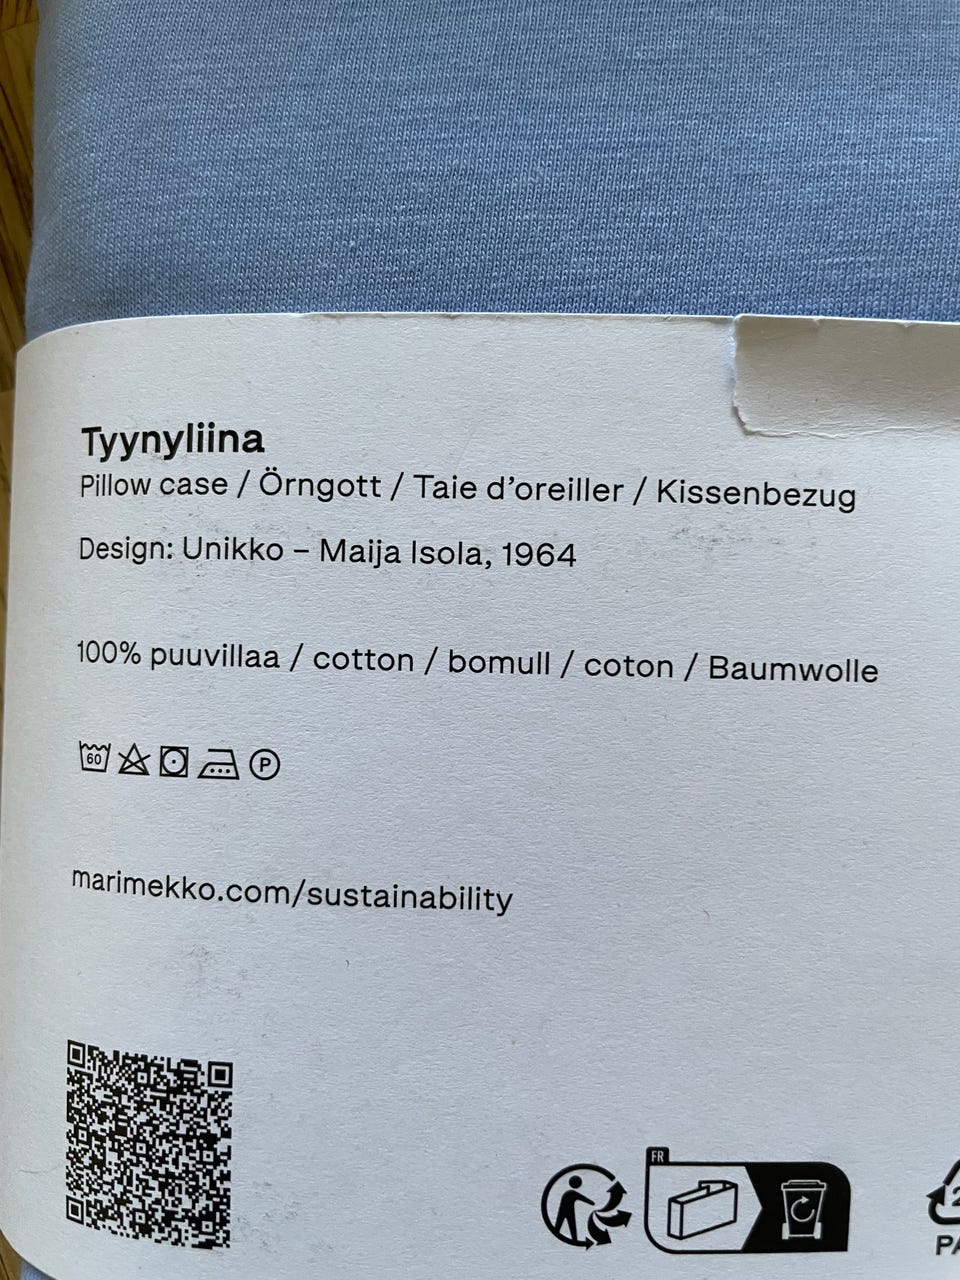 Tyynyliina
Pillow case / Örngott / Taie d'oreiller / Kissenbezug
Design: Unikko – Maija Isola, 1964
100% puuvillaa / cotton / bomull / coton / Baumwolle
60 P
marimekko.com/sustainability
FR